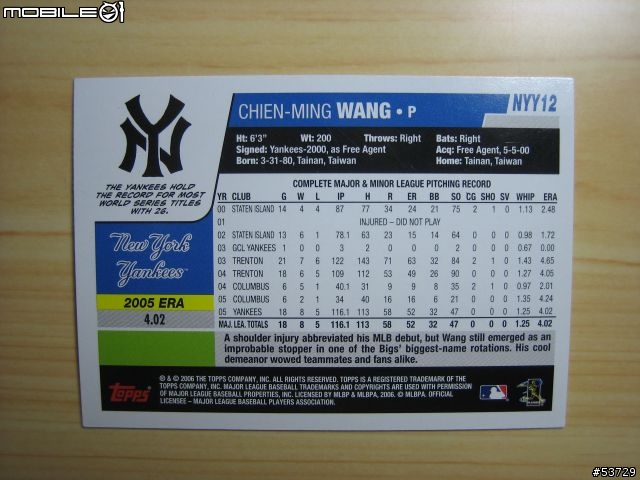 MOBILE01
CHIEN-MING WANG • P
NYY12
Ht: 6'3" Wt: 200 Throws: Right Bats: Right
Signed: Yankees-2000, as Free Agent Acq: Free Agent, 5-5-00
Born: 3-31-80, Tainan, Taiwan Home: Tainan, Taiwan
NY
THE YANKEES HOLD
THE RECORD FOR MOST
WORLD SERIES TITLES
WITH 26.
New York
Yankees
2005 ERA
4.02
COMPLETE MAJOR & MINOR LEAGUE PITCHING RECORD
YR CLUB G W L IP H R ER BB SO CG SHO SV WHIP ERA
00 STATEN ISLAND 14 4 4 87 77 34 24 21 75 2 1 0 1.13 2.48
01 INJURED – DID NOT PLAY
02 STATEN ISLAND 13 6 1 78.1 63 23 15 14 64 0 0 0 0.98 1.72
03 GCL YANKEES 1 0 0 3 2 0 0 0 2 0 0 0 0.67 0.00
03 TRENTON 21 7 6 122 143 71 63 32 84 2 1 0 1.43 4.65
04 TRENTON 18 6 5 109 112 53 49 26 90 0 0 0 1.27 4.05
04 COLUMBUS 6 5 1 40.1 31 9 9 8 35 2 1 0 0.97 2.01
05 COLUMBUS 6 2 1 34 40 16 16 6 21 0 0 0 1.35 4.24
05 YANKEES 18 8 5 116.1 113 58 52 32 47 0 0 0 1.25 4.02
MAJ. LEA. TOTALS 18 8 5 116.1 113 58 52 32 47 0 0 0 1.25 4.02
A shoulder injury abbreviated his MLB debut, but Wang still emerged as an
improbable stopper in one of the Bigs' biggest-name rotations. His cool
demeanor wowed teammates and fans alike.
Topps
® & © 2006 THE TOPPS COMPANY, INC. ALL RIGHTS RESERVED. TOPPS IS A REGISTERED TRADEMARK OF THE
TOPPS COMPANY, INC. MAJOR LEAGUE BASEBALL TRADEMARKS AND COPYRIGHTS ARE USED WITH PERMISSION
OF MAJOR LEAGUE BASEBALL PROPERTIES, INC. LICENSED BY MLBP & MLBPA, 2006. © MLBPA. OFFICIAL
LICENSEE – MAJOR LEAGUE BASEBALL PLAYERS ASSOCIATION.
#53729